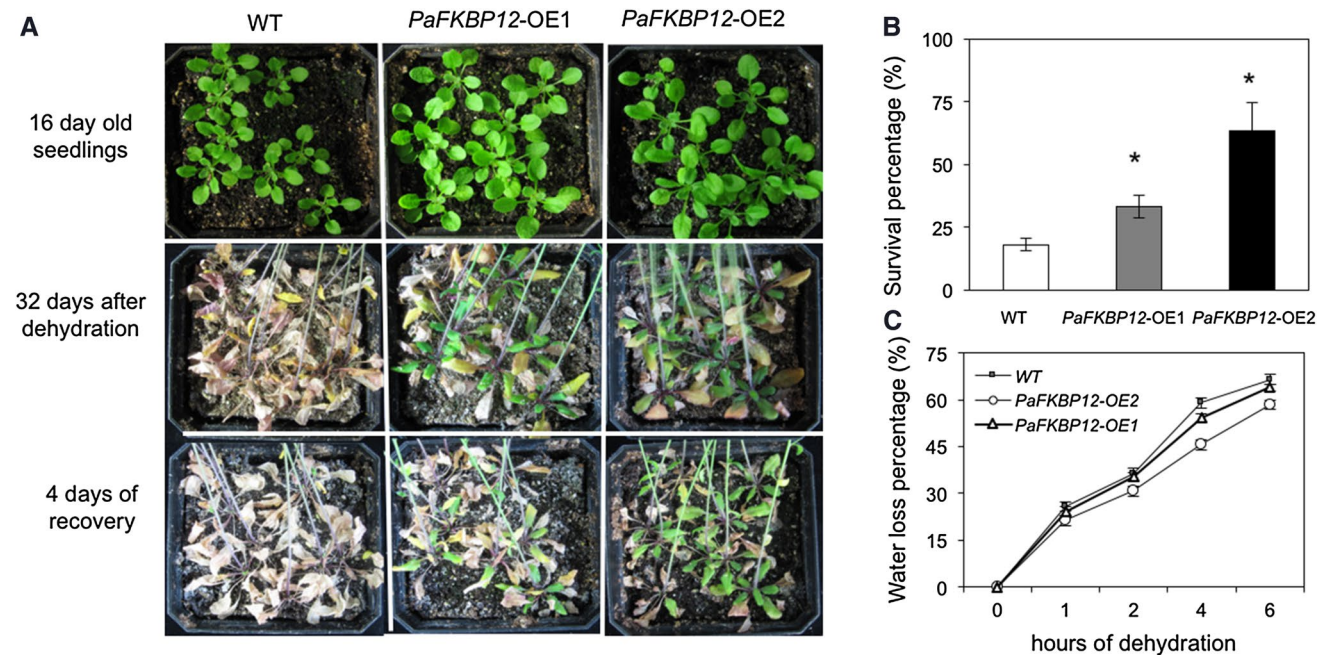 A
WT
PaFKBP12-OE1
PaFKBP12-OE2
16 day old
seedlings
32 days after
dehydration
4 days of
recovery
B
Survival percentage (%)
100
75
50
25
0
*
*
WT
PaFKBP12-OE1
PaFKBP12-OE2
C
Water loss percentage (%)
75
60
45
30
15
0
WT
PaFKBP12-OE2
PaFKBP12-OE1
0 1 2 4 6
hours of dehydration